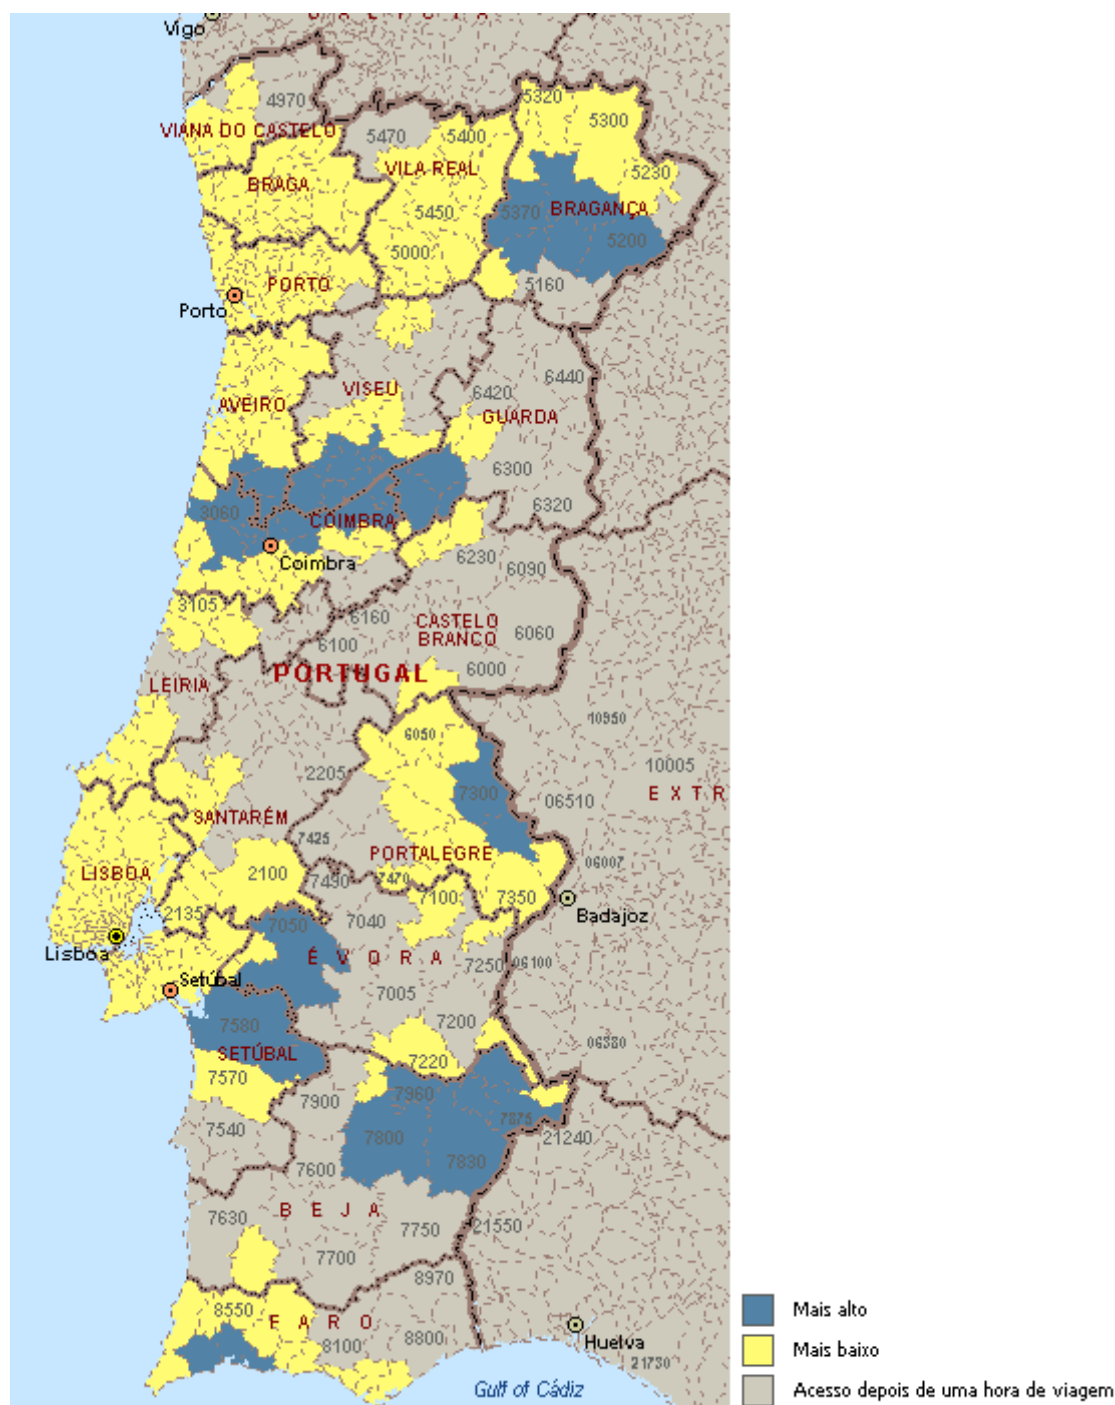 GALICIA
Vigo
4970
5320
5300
VIANA DO CASTELO
5470
5400
VILA REAL
5230
BRAGA
5450
5370
BRAGANÇA
5200
5000
PORTO
5160
Porto
6440
VISEU
6420
AVEIRO
GUARDA
6300
3060
COIMBRA
6320
Coimbra
6230
6090
3105
6160
CASTELO
BRANCO
6060
6100
6000
PORTUGAL
LEIRIA
10950
6050
2205
10005
7300
06510
E X T R
SANTARÉM
7425
PORTALEGRE
06007
LISBOA
2100
7490
7470
7100
7350
2135
7050
7040
Badajoz
Lisboa
É V O R A
7250
06100
Setúbal
7005
7580
7200
SETÚBAL
06380
7220
7570
7900
7960
7875
7540
7800
21240
7600
7830
7630
B E J A
7750
21550
7700
8970
8550
F A R O
8800
8100
Huelva
21730
Gulf of Cádiz
Mais alto
Mais baixo
Acesso depois de uma hora de viagem